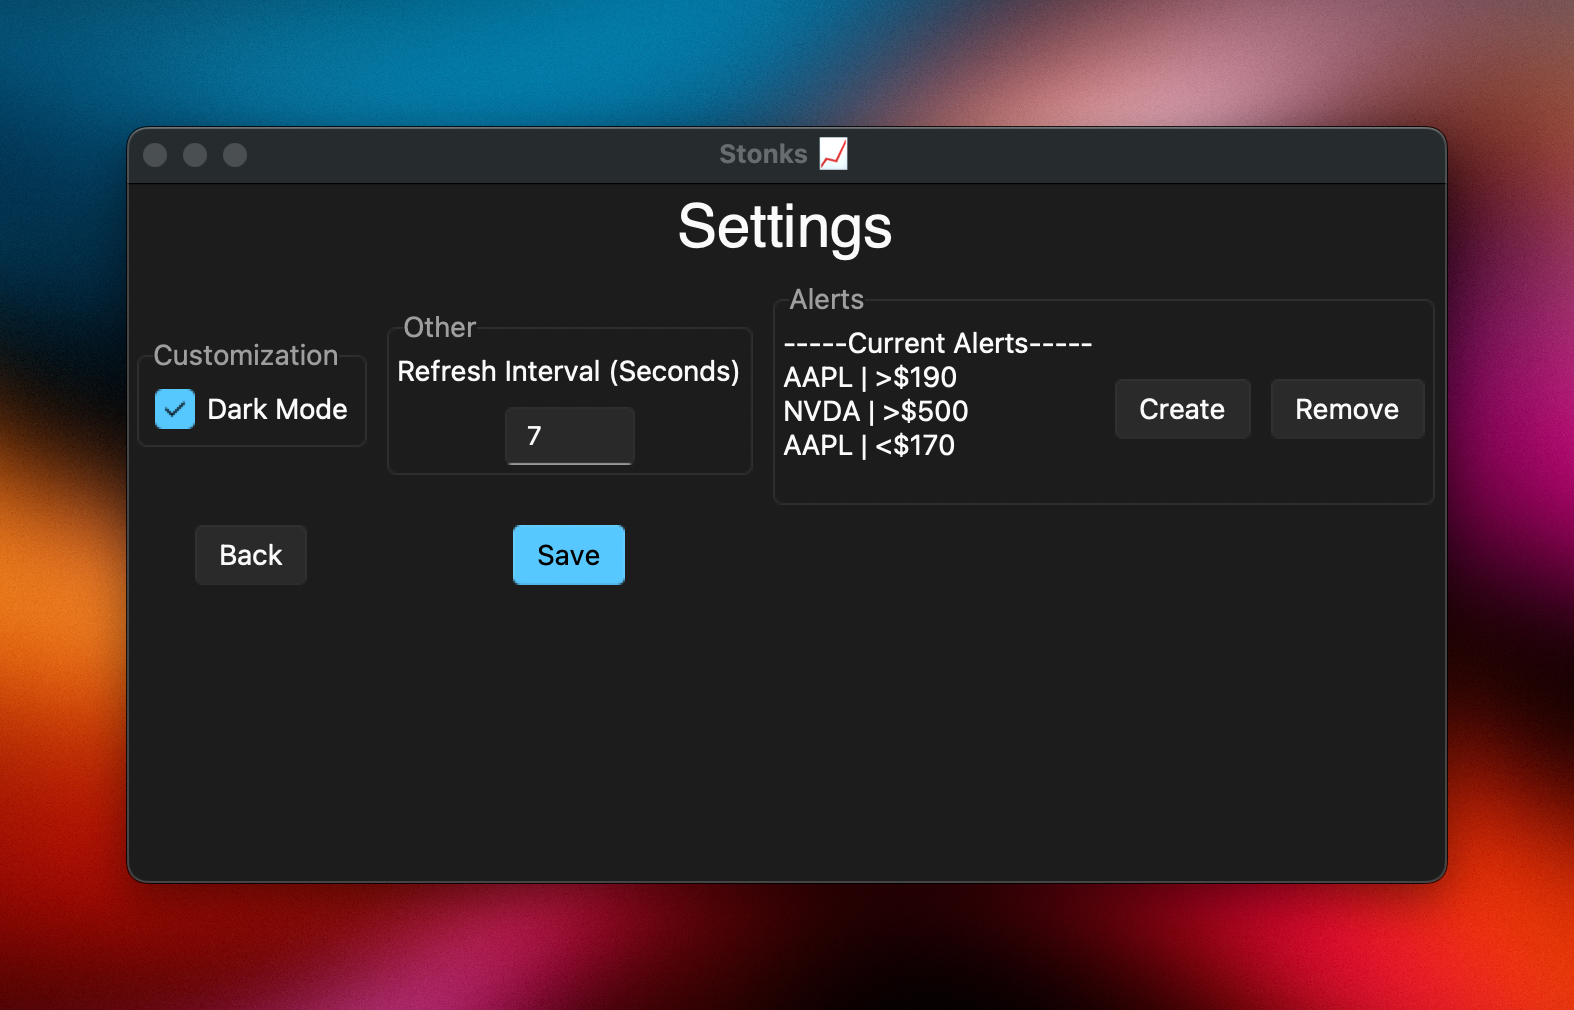 Stonks 📈
Settings
Customization
Dark Mode
Other
Refresh Interval (Seconds)
7
Alerts
-----Current Alerts-----
AAPL | >$190
NVDA | >$500
AAPL | <$170
Create
Remove
Back
Save